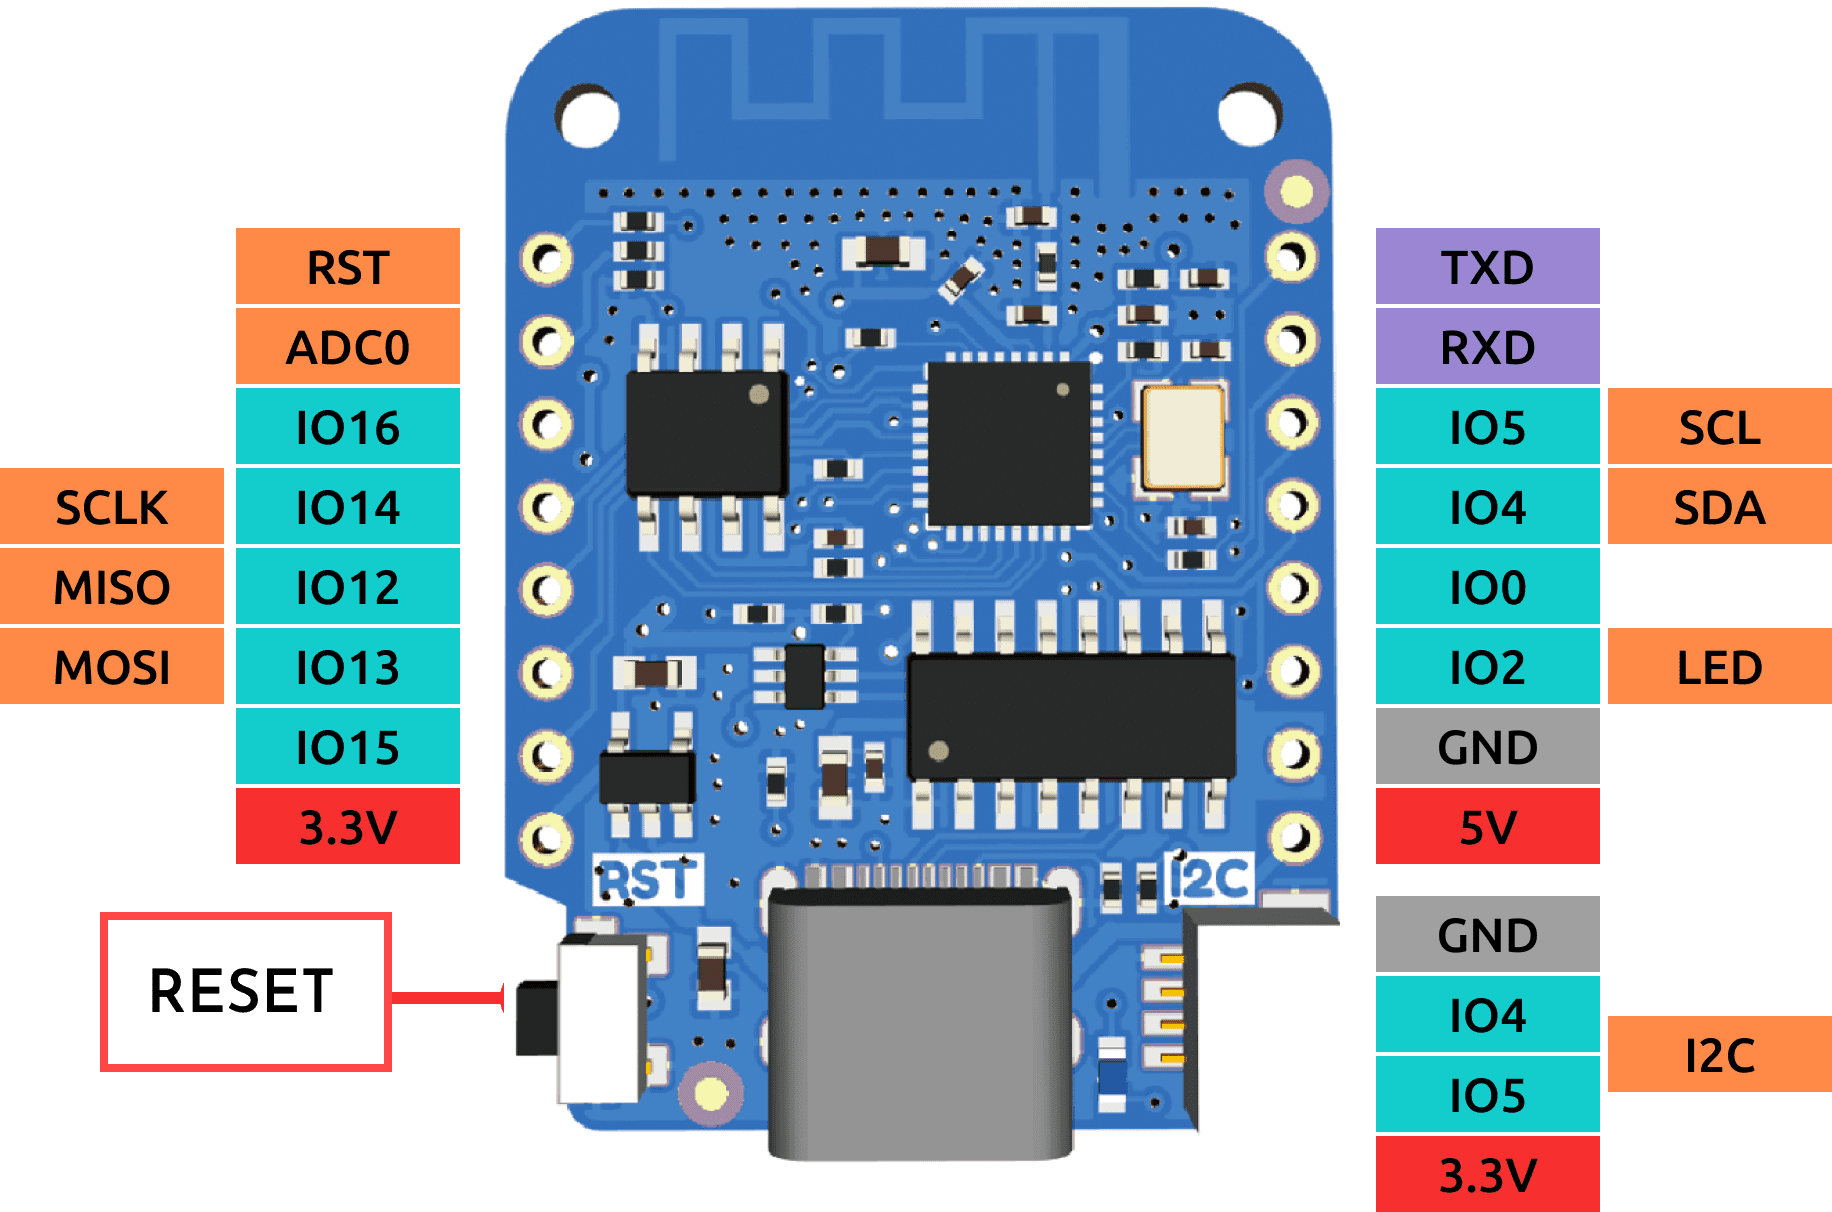 RST
ADC0
IO16
SCLK IO14
MISO IO12
MOSI IO13
IO15
3.3V
RESET
RST
I2C
TXD
RXD
IO5 SCL
IO4 SDA
IO0
IO2 LED
GND
5V
GND
IO4
I2C
IO5
3.3V